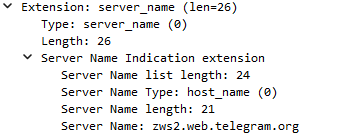 Extension: server_name (len=26)
Type: server_name (0)
Length: 26
Server Name Indication extension
Server Name list length: 24
Server Name Type: host_name (0)
Server Name length: 21
Server Name: zws2.web.telegram.org